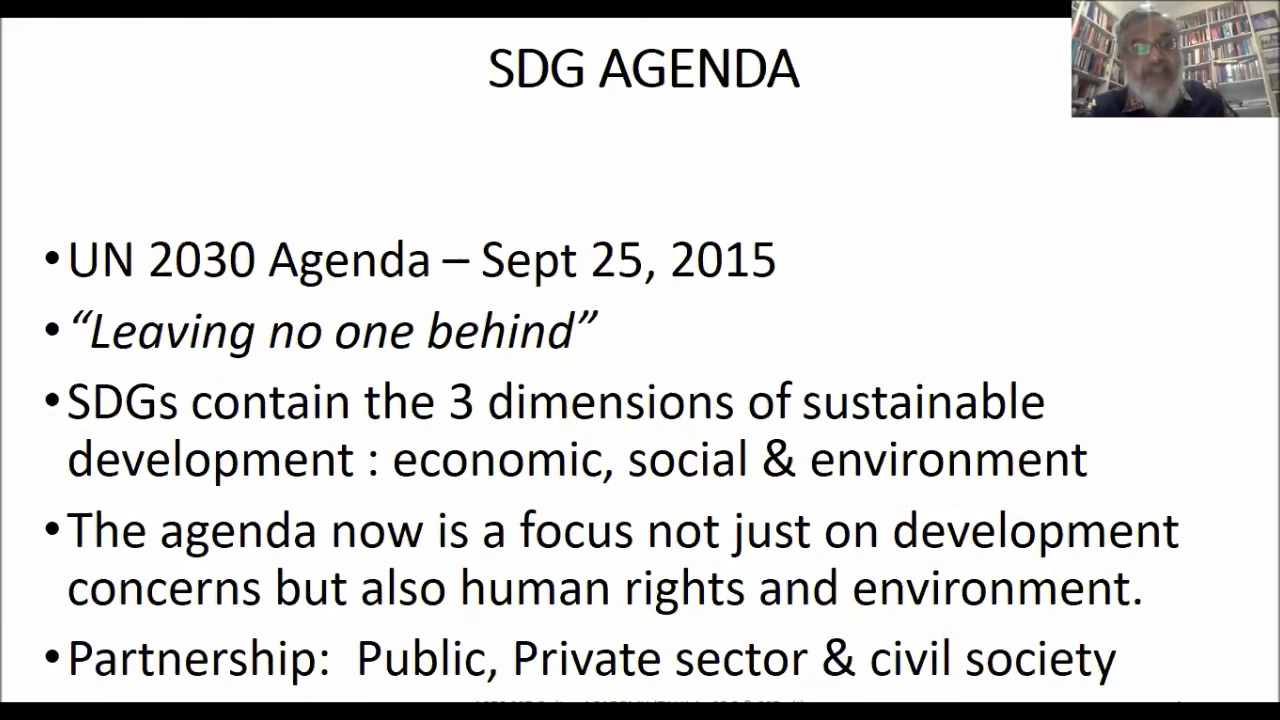 SDG AGENDA
•UN 2030 Agenda – Sept 25, 2015
•“Leaving no one behind”
•SDGs contain the 3 dimensions of sustainable
development : economic, social & environment
•The agenda now is a focus not just on development
concerns but also human rights and environment.
•Partnership:  Public, Private sector & civil society